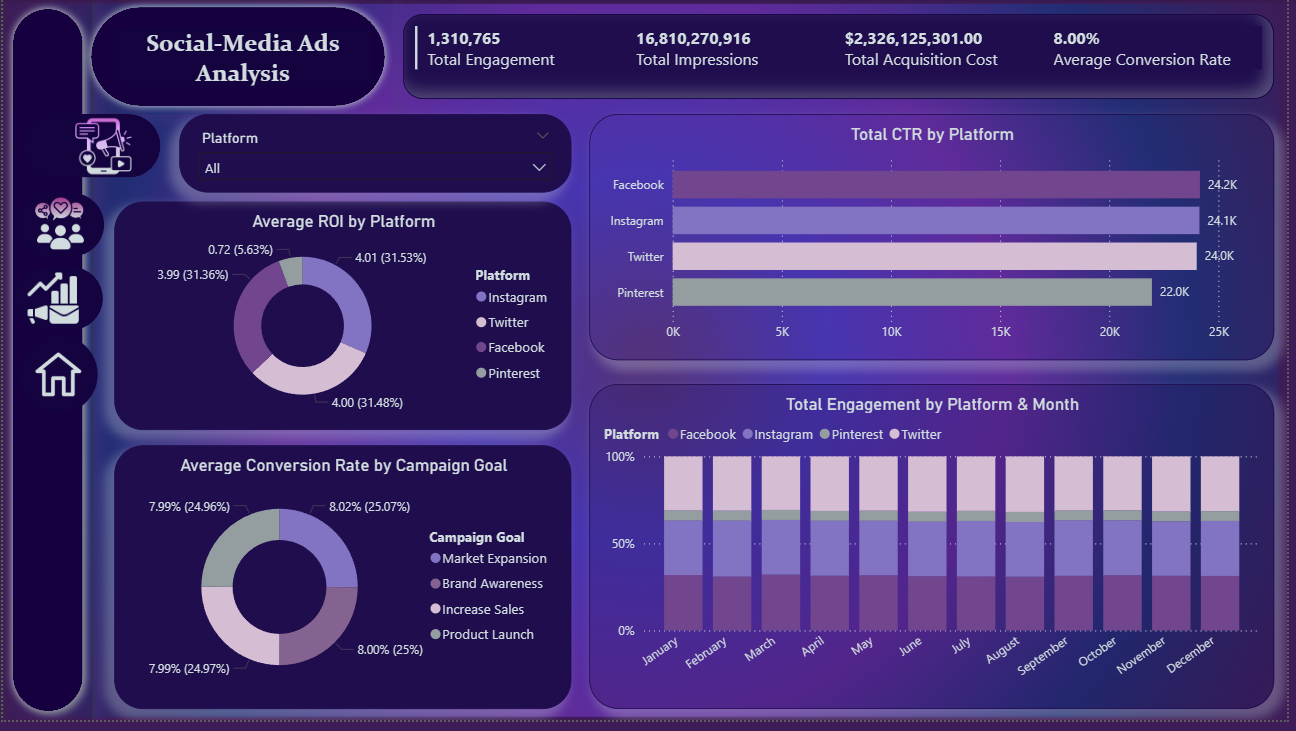 Social-Media Ads
Analysis
1,310,765
Total Engagement
16,810,270,916
Total Impressions
$2,326,125,301.00
Total Acquisition Cost
8.00%
Average Conversion Rate
Platform
All
Average ROI by Platform
0.72 (5.63%)
4.01 (31.53%)
3.99 (31.36%)
4.00 (31.48%)
Platform
Instagram
Twitter
Facebook
Pinterest
Average Conversion Rate by Campaign Goal
7.99% (24.96%)
8.02% (25.07%)
7.99% (24.97%)
8.00% (25%)
Campaign Goal
Market Expansion
Brand Awareness
Increase Sales
Product Launch
Total CTR by Platform
Facebook 24.2K
Instagram 24.1K
Twitter 24.0K
Pinterest 22.0K
0K 5K 10K 15K 20K 25K
Total Engagement by Platform & Month
Platform Facebook Instagram Pinterest Twitter
100%
50%
0%
January February March April May June July August September October November December